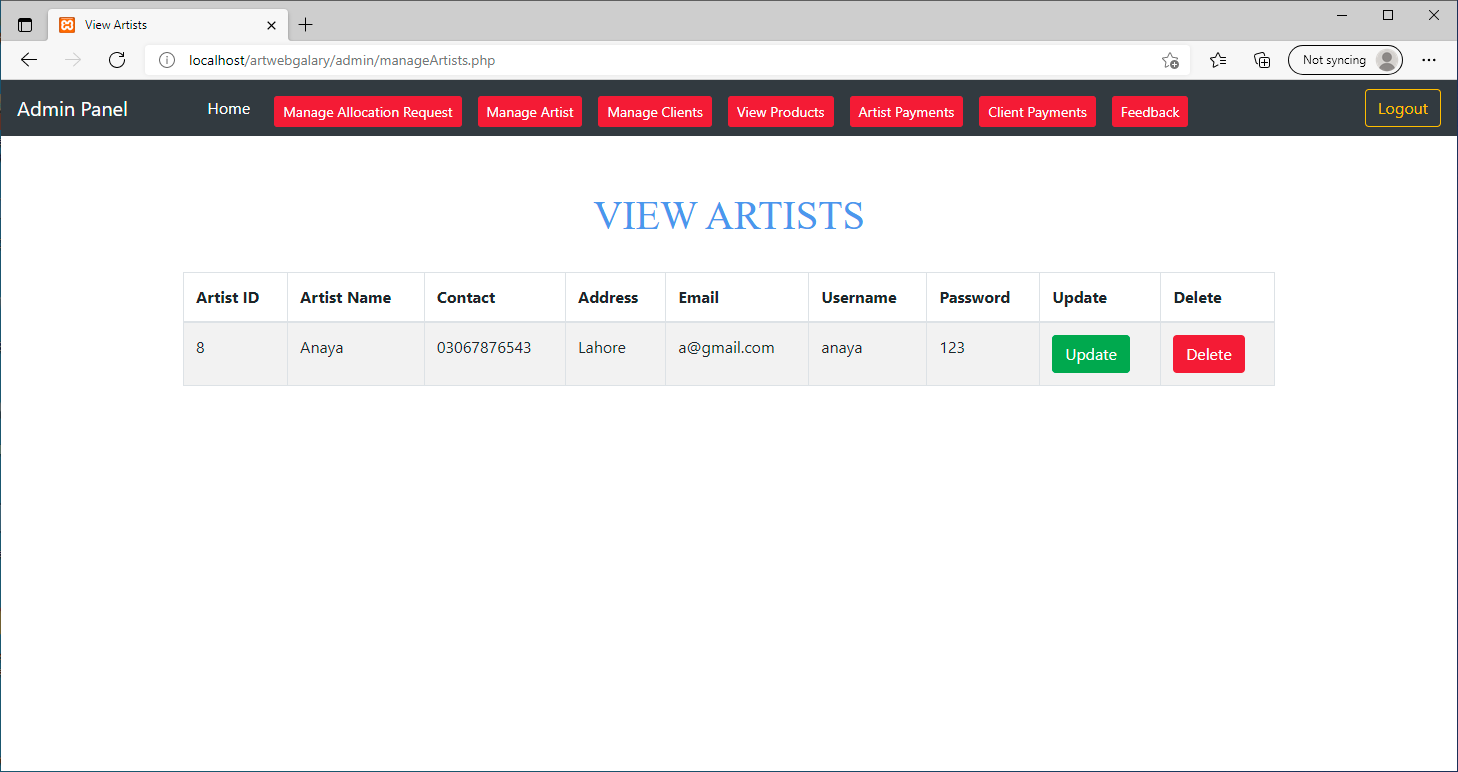 View Artists
localhost/artwebgalary/admin/manageArtists.php
Not syncing
Admin Panel Home Manage Allocation Request Manage Artist Manage Clients View Products Artist Payments Client Payments Feedback Logout
VIEW ARTISTS
Artist ID Artist Name Contact Address Email Username Password Update Delete
8 Anaya 03067876543 Lahore a@gmail.com anaya 123 Update Delete